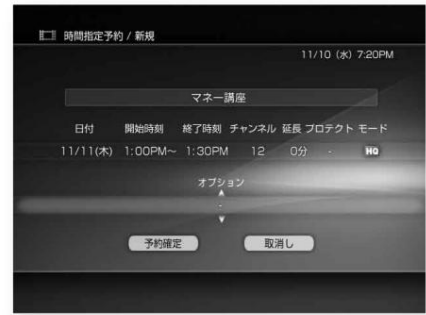 時間指定予約 / 新規
11/10 (水) 7:20PM
マネー講座
日付 開始時刻 終了時刻 チャンネル 延長 プロテクト モード
11/11(木) 1:00PM~ 1:30PM 12 0分 - HQ
オプション
-
予約確定 取消し